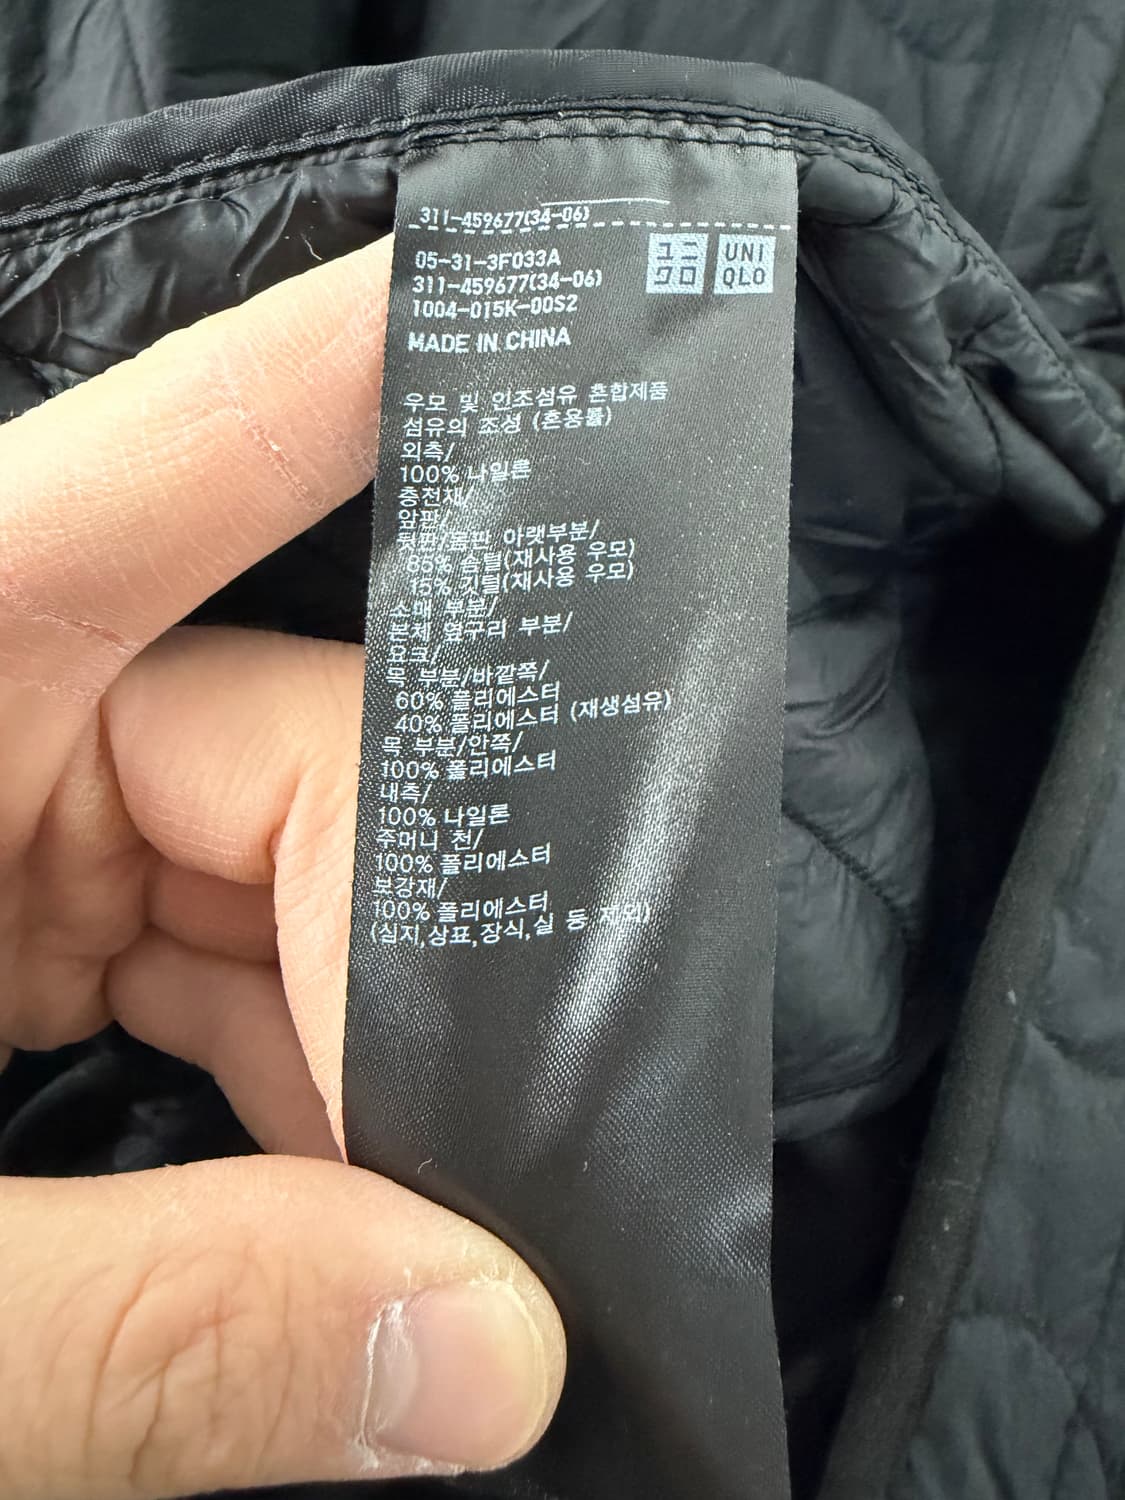 311-459677(34-06)
05-31-3F033A
311-459677(34-06)
1004-015K-00S2
MADE IN CHINA
ユニ
クロ
UNI
QLO
우모 및 인조섬유 혼합제품
섬유의 조성 (혼용률)
외측/
100% 나일론
충전재/
앞판/
뒷판/몸판 아랫부분/
85% 솜털(재사용 우모)
15% 깃털(재사용 우모)
소매 부분/
본체 옆구리 부분/
요크/
목 부분/바깥쪽/
60% 폴리에스터
40% 폴리에스터 (재생섬유)
목 부분/안쪽/
100% 폴리에스터
내측/
100% 나일론
주머니 천/
100% 폴리에스터
보강재/
100% 폴리에스터
(심지,상표,장식,실 등 제외)